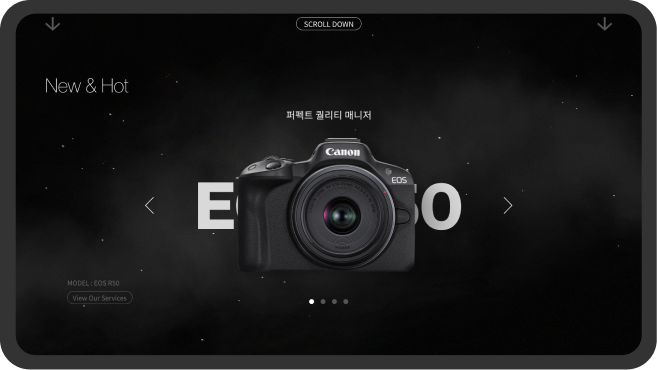 SCROLL DOWN
New & Hot
퍼펙트 퀄리티 매니저
Canon
EOS
E
50
MODEL : EOS R50
View Our Services